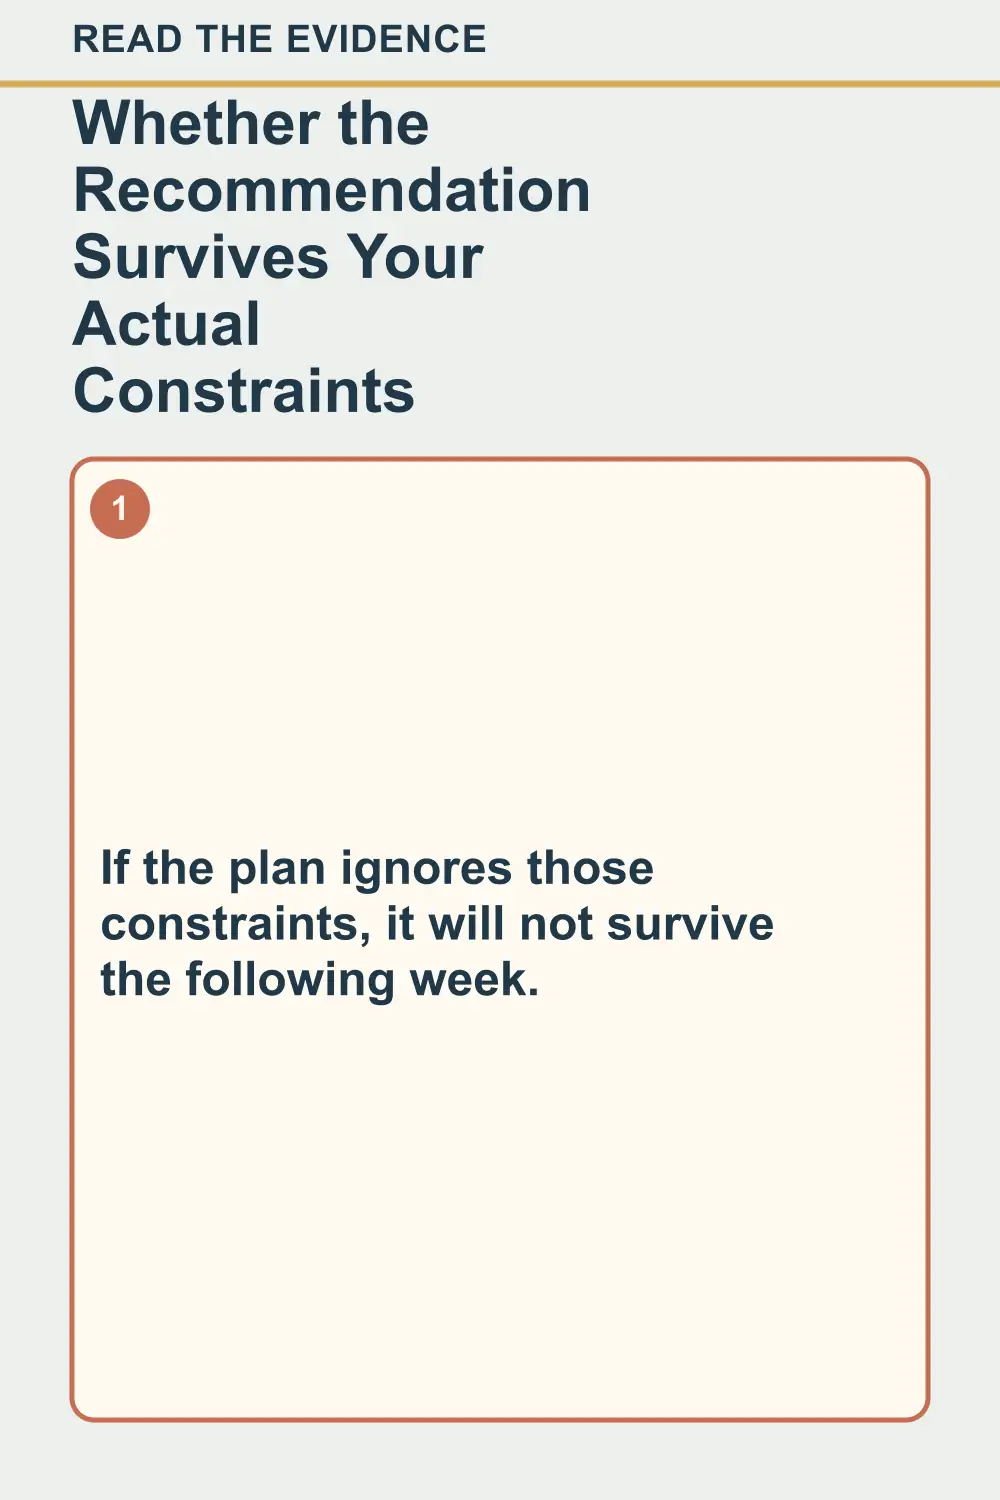 READ THE EVIDENCE
Whether the
Recommendation
Survives Your
Actual
Constraints
1
If the plan ignores those
constraints, it will not survive
the following week.